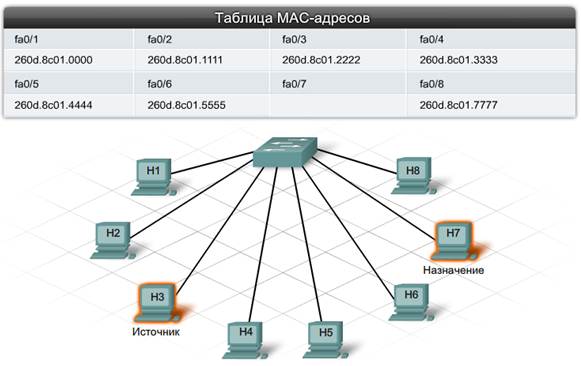 Таблица MAC-адресов
fa0/1 fa0/2 fa0/3 fa0/4
260d.8c01.0000 260d.8c01.1111 260d.8c01.2222 260d.8c01.3333
fa0/5 fa0/6 fa0/7 fa0/8
260d.8c01.4444 260d.8c01.5555 260d.8c01.7777
H1
H8
H2
H7
Назначение
H3
H6
Источник
H4
H5